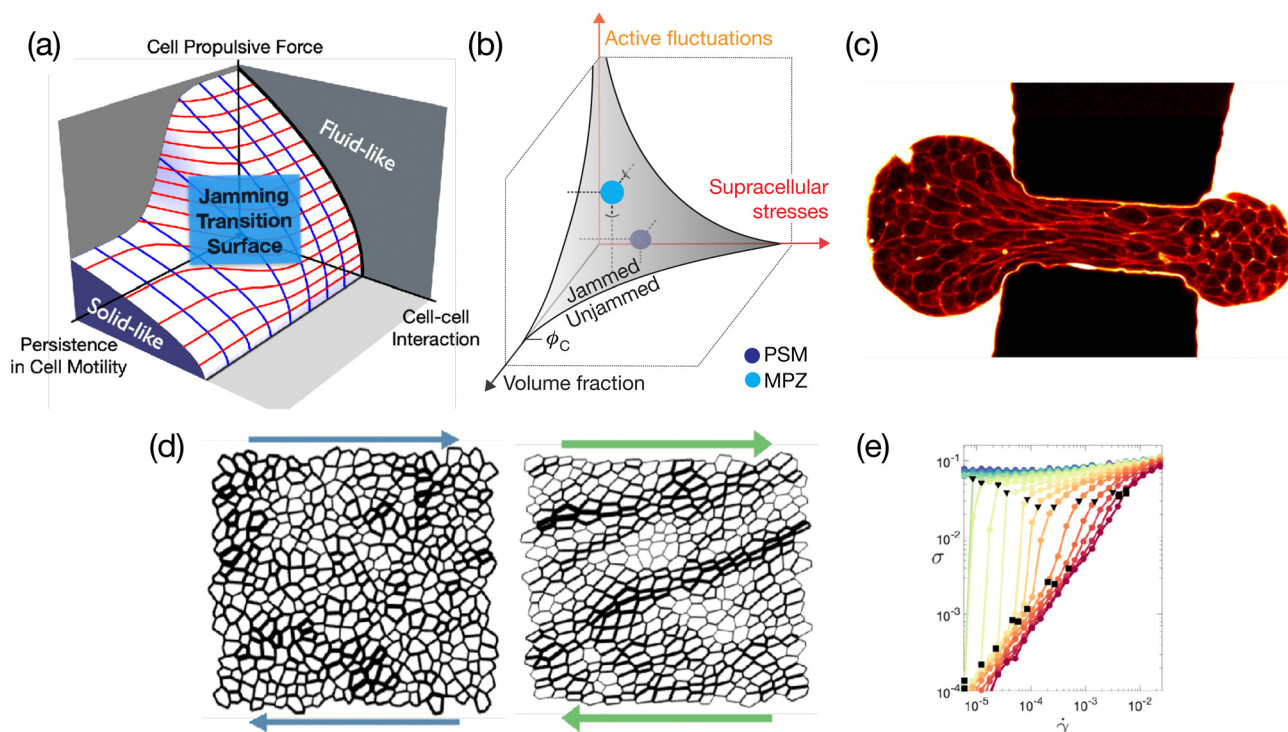 (a)
Cell Propulsive Force
Fluid-like
Jamming
Transition
Surface
Solid-like
Persistence
in Cell Motility
Cell-cell
Interaction
(b)
Active fluctuations
Supracellular
stresses
Jammed
Unjammed
ϕC
Volume fraction
PSM
MPZ
(c)
(d)
(e)
10⁻¹
10⁻²
σ
10⁻³
10⁻⁴
10⁻⁵ 10⁻⁴ 10⁻³ 10⁻²
γ̇